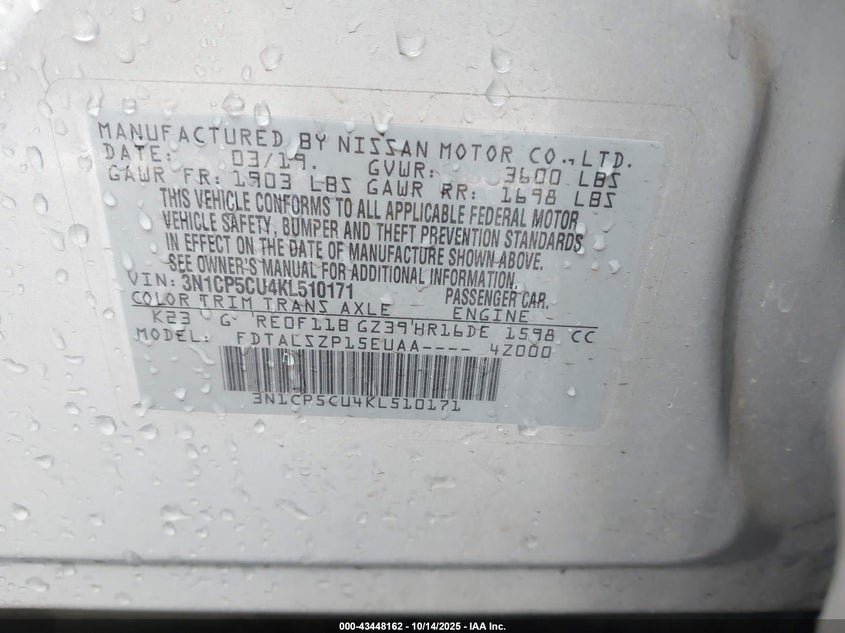 MANUFACTURED BY NISSAN MOTOR CO., LTD.
DATE: 03/19. GVWR: 3600 LBS
GAWR FR: 1903 LBS GAWR RR: 1698 LBS
THIS VEHICLE CONFORMS TO ALL APPLICABLE FEDERAL MOTOR
VEHICLE SAFETY, BUMPER AND THEFT PREVENTION STANDARDS
IN EFFECT ON THE DATE OF MANUFACTURE SHOWN ABOVE.
SEE OWNER'S MANUAL FOR ADDITIONAL INFORMATION.
VIN: 3N1CP5CU4KL510171 PASSENGER CAR
COLOR TRIM TRANS AXLE ENGINE
K23 G RE0F11B GZ39 HR16DE 1598 CC
MODEL: FDTALSZP15EUAA---- 4Z000
3N1CP5CU4KL510171
000-43448162 - 10/14/2025 - IAA Inc.